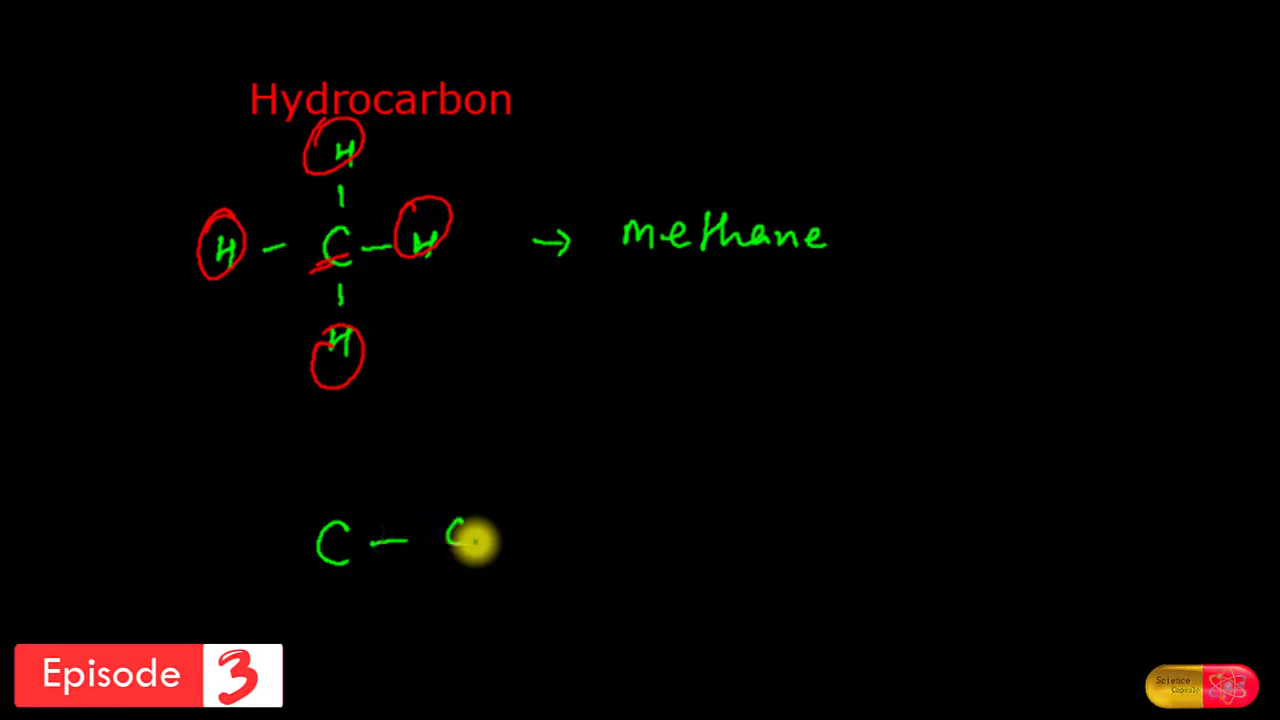 Hydrocarbon
H
H - C - H → methane
H
C - C
Episode 3
Science
Capsule